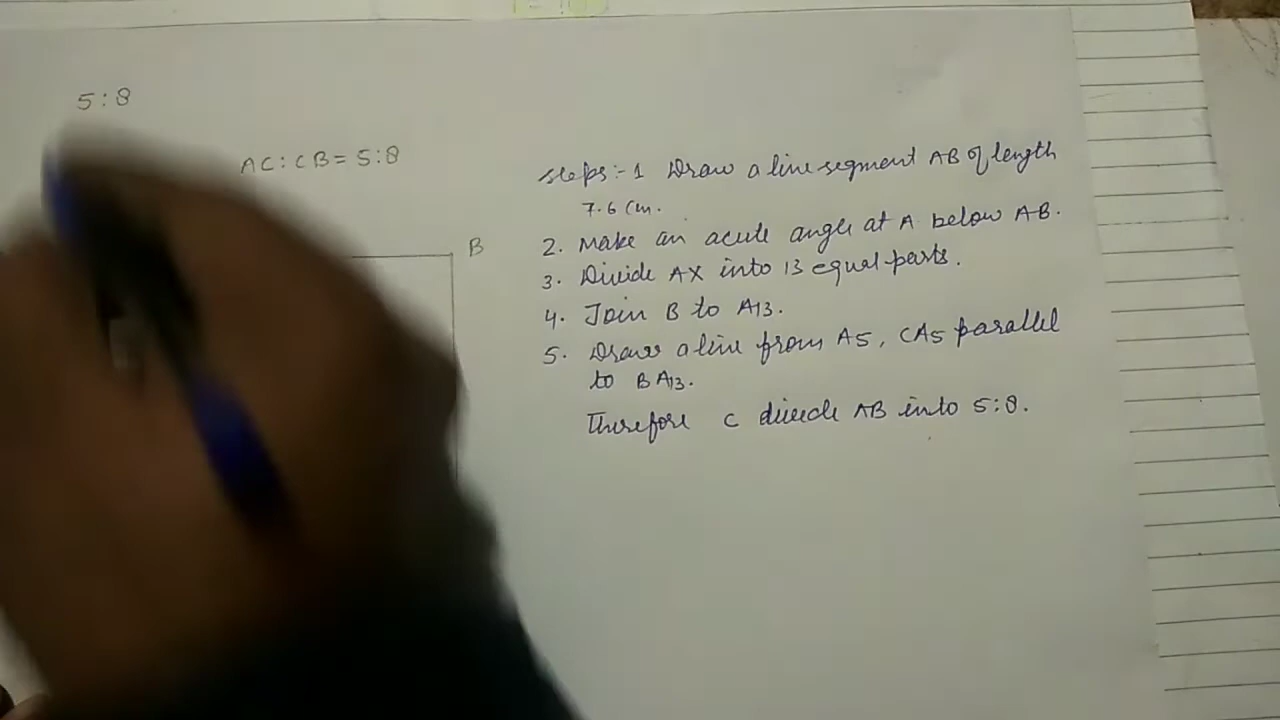 5:8
AC:CB=5:8
B
steps:- 1 Draw a line segment AB of length
7.6 cm.
2. Make an acute angle at A below AB.
3. Divide AX into 13 equal parts.
4. Join B to A13.
5. Draw a line from A5, CA5 parallel
to BA13.
Therefore C divide AB into 5:8.